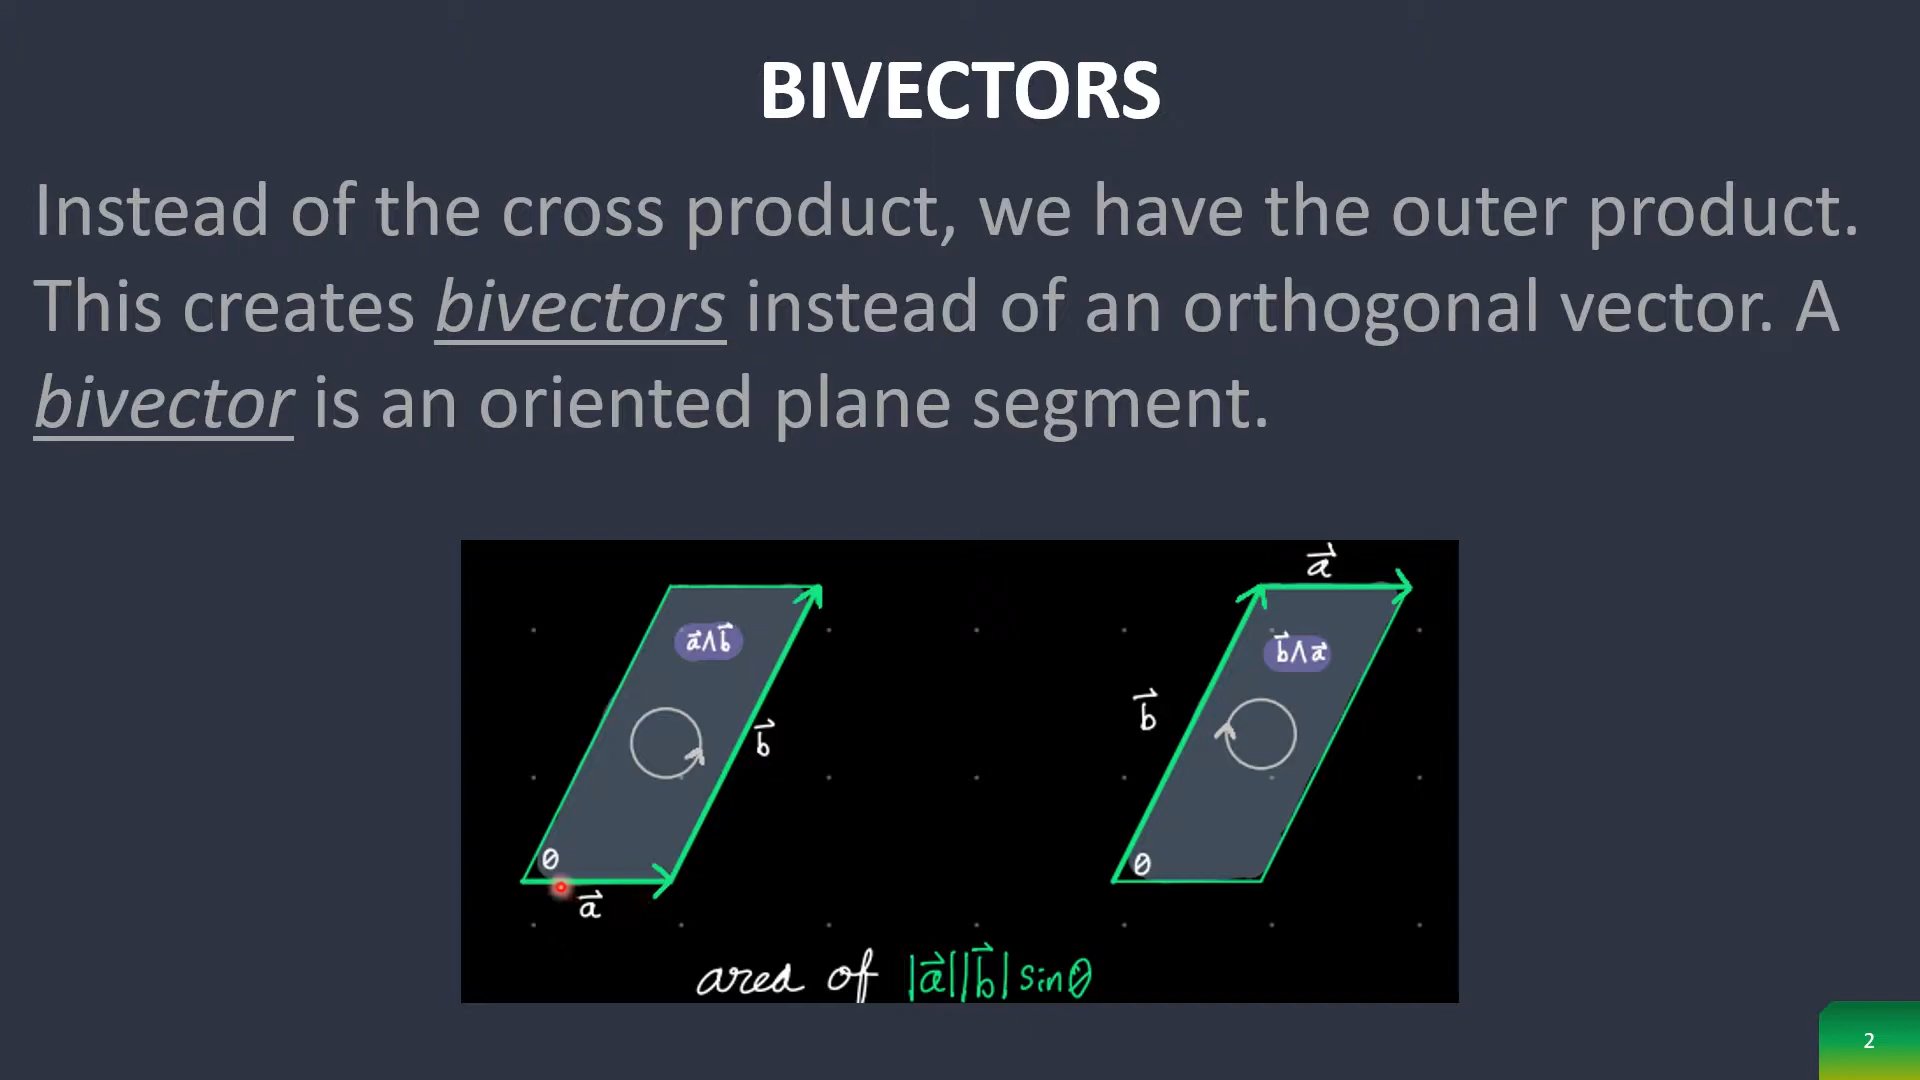 BIVECTORS
Instead of the cross product, we have the outer product.
This creates bivectors instead of an orthogonal vector. A
bivector is an oriented plane segment.
a⃗∧b⃗
b⃗
θ
a⃗
a⃗
b⃗∧a⃗
b⃗
θ
area of |a⃗||b⃗| sinθ
2